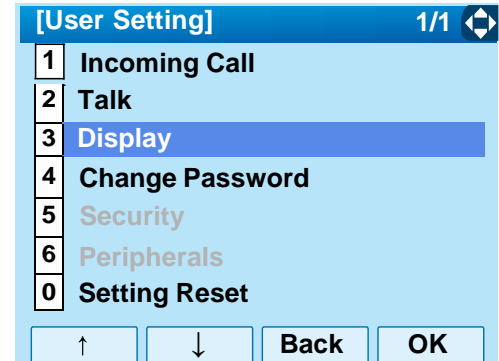 [User Setting] 1/1
1 Incoming Call
2 Talk
3 Display
4 Change Password
5 Security
6 Peripherals
0 Setting Reset
↑ ↓ Back OK